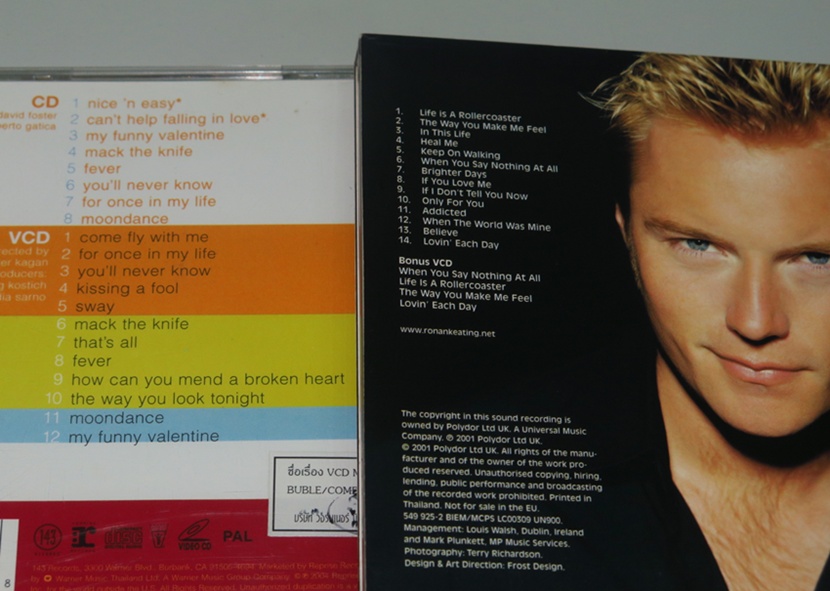 CD
david foster
berto gatica
1 nice 'n easy*
2 can't help falling in love*
3 my funny valentine
4 mack the knife
5 fever
6 you'll never know
7 for once in my life
8 moondance
VCD
rected by
er kagan
oducers:
g kostich
lia sarno
1 come fly with me
2 for once in my life
3 you'll never know
4 kissing a fool
5 sway
6 mack the knife
7 that's all
8 fever
9 how can you mend a broken heart
10 the way you look tonight
11 moondance
12 my funny valentine
ชื่อเรื่อง VCD
BUBLE/COME
บริษัท
143
VIDEO CD
PAL
8
1. Life is A Rollercoaster
2. The Way You Make Me Feel
3. In This Life
4. Heal Me
5. Keep On Walking
6. When You Say Nothing At All
7. Brighter Days
8. If You Love Me
9. If I Don't Tell You Now
10. Only For You
11. Addicted
12. When The World Was Mine
13. Believe
14. Lovin' Each Day
Bonus VCD
When You Say Nothing At All
Life Is A Rollercoaster
The Way You Make Me Feel
Lovin' Each Day
www.ronankeating.net
The copyright in this sound recording is
owned by Polydor Ltd UK. A Universal Music
Company. ℗ 2001 Polydor Ltd UK.
© 2001 Polydor Ltd UK. All rights of the manu-
facturer and of the owner of the work pro-
duced reserved. Unauthorised copying, hiring,
lending, public performance and broadcasting
of the recorded work prohibited. Printed in
Thailand. Not for sale in the EU.
549 925-2 BIEM/MCPS LC00309 UN900.
Management: Louis Walsh, Dublin, Ireland
and Mark Plunkett, MP Music Services.
Photography: Terry Richardson.
Design & Art Direction: Frost Design.